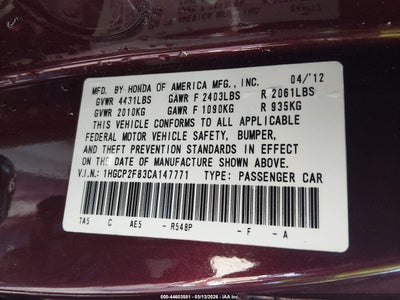 MFD. BY HONDA OF AMERICA MFG., INC. 04/'12
GVWR 4431LBS GAWR F 2403LBS R 2061LBS
GVWR 2010KG GAWR F 1090KG R 935KG
THIS VEHICLE CONFORMS TO ALL APPLICABLE
FEDERAL MOTOR VEHICLE SAFETY, BUMPER,
AND THEFT PREVENTION STANDARDS IN EFFECT
ON THE DATE OF MANUFACTURE SHOWN ABOVE.
V.I.N.: 1HGCP2F83CA147771 TYPE: PASSENGER CAR
TA5 C AE5 - R548P - F - A
000-44603581 - 03/13/2026 - IAAI